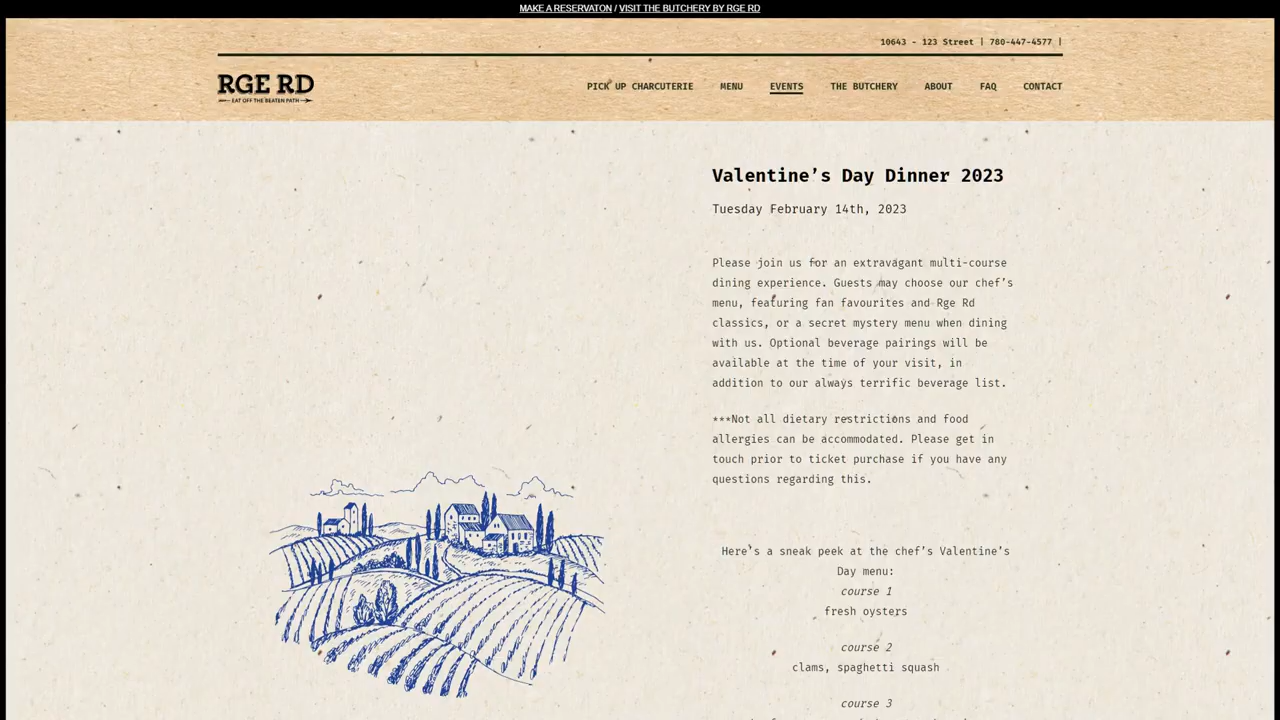 MAKE A RESERVATON / VISIT THE BUTCHERY BY RGE RD
10643 - 123 Street | 780-447-4577 |
RGE RD
EAT OFF THE BEATEN PATH
PICK UP CHARCUTERIE MENU EVENTS THE BUTCHERY ABOUT FAQ CONTACT
Valentine’s Day Dinner 2023
Tuesday February 14th, 2023
Please join us for an extravagant multi-course
dining experience. Guests may choose our chef’s
menu, featuring fan favourites and Rge Rd
classics, or a secret mystery menu when dining
with us. Optional beverage pairings will be
available at the time of your visit, in
addition to our always terrific beverage list.
***Not all dietary restrictions and food
allergies can be accommodated. Please get in
touch prior to ticket purchase if you have any
questions regarding this.
Here’s a sneak peek at the chef’s Valentine’s
Day menu:
course 1
fresh oysters
course 2
clams, spaghetti squash
course 3